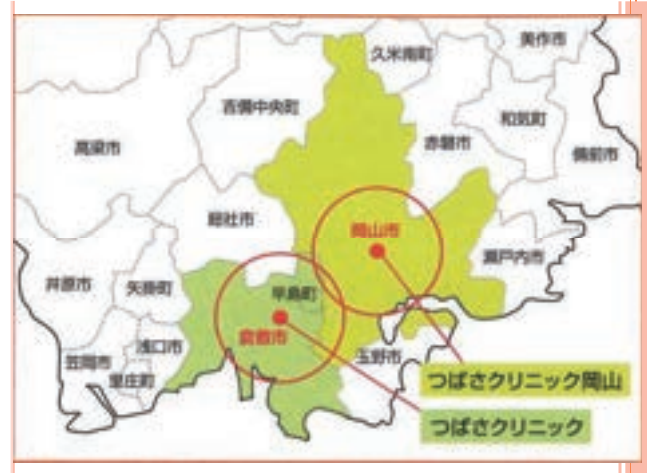 美作市
久米南町
吉備中央町
和気町
赤磐市
高梁市
備前市
総社市
岡山市
瀬戸内市
井原市
矢掛町
早島町
倉敷市
浅口市
玉野市
笠岡市
里庄町
つばさクリニック岡山
つばさクリニック